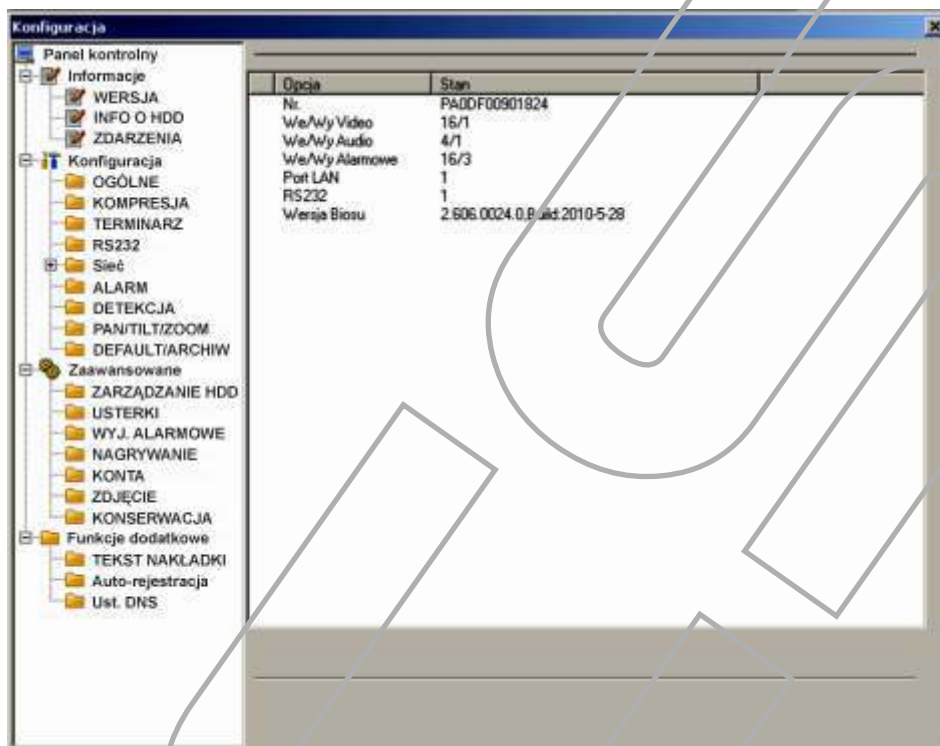 Konfiguracja
Panel kontrolny
Informacje
WERSJA
INFO O HDD
ZDARZENIA
Konfiguracja
OGÓLNE
KOMPRESJA
TERMINARZ
RS232
Sieć
ALARM
DETEKCJA
PAN/TILT/ZOOM
DEFAULT/ARCHIW
Zaawansowane
ZARZĄDZANIE HDD
USTERKI
WYJ. ALARMOWE
NAGRYWANIE
KONTA
ZDJĘCIE
KONSERWACJA
Funkcje dodatkowe
TEKST NAKŁADKI
Auto-rejestracja
Ust. DNS
Opcja Stan
Nr. PA0DF00901824
We/Wy Video 16/1
We/Wy Audio 4/1
We/Wy Alarmowe 16/3
Port LAN 1
RS232 1
Wersja Biosu 2.606.0024.0,Build:2010-5-28